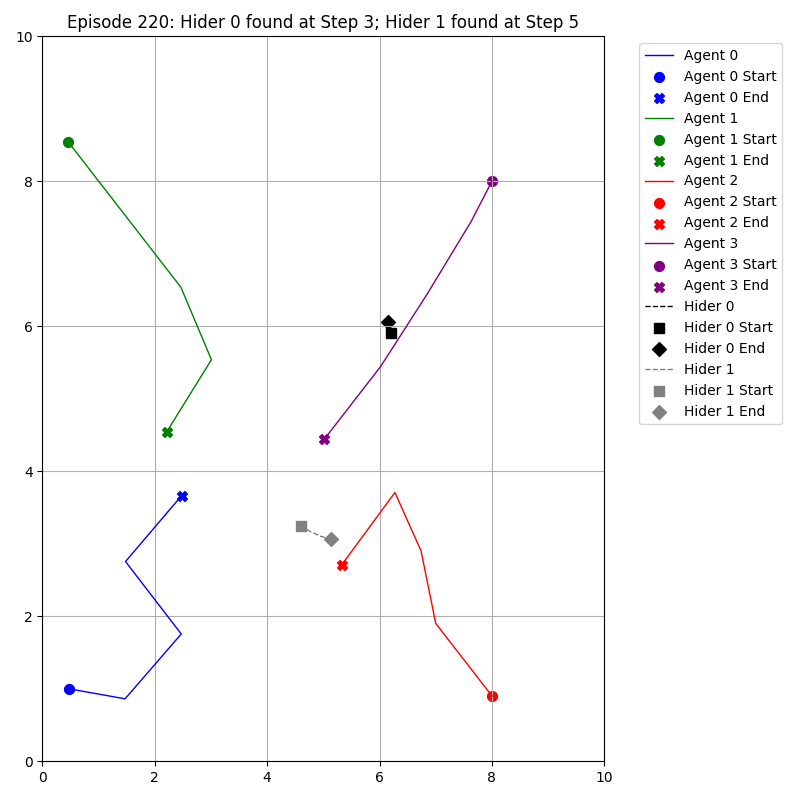 Episode 220: Hider 0 found at Step 3; Hider 1 found at Step 5
10
8
6
4
2
0
0 2 4 6 8 10
Agent 0
Agent 0 Start
Agent 0 End
Agent 1
Agent 1 Start
Agent 1 End
Agent 2
Agent 2 Start
Agent 2 End
Agent 3
Agent 3 Start
Agent 3 End
Hider 0
Hider 0 Start
Hider 0 End
Hider 1
Hider 1 Start
Hider 1 End